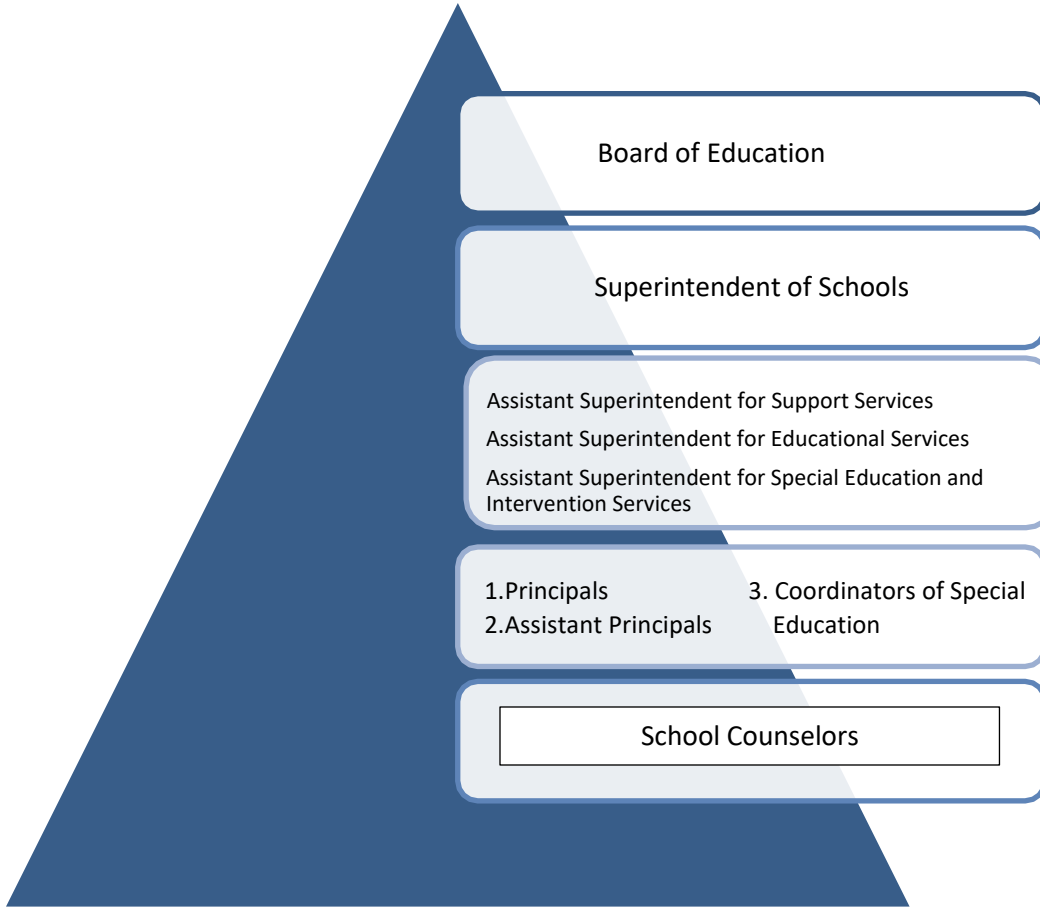 Board of Education
Superintendent of Schools
Assistant Superintendent for Support Services
Assistant Superintendent for Educational Services
Assistant Superintendent for Special Education and
Intervention Services
1.Principals
2.Assistant Principals
3. Coordinators of Special
Education
School Counselors